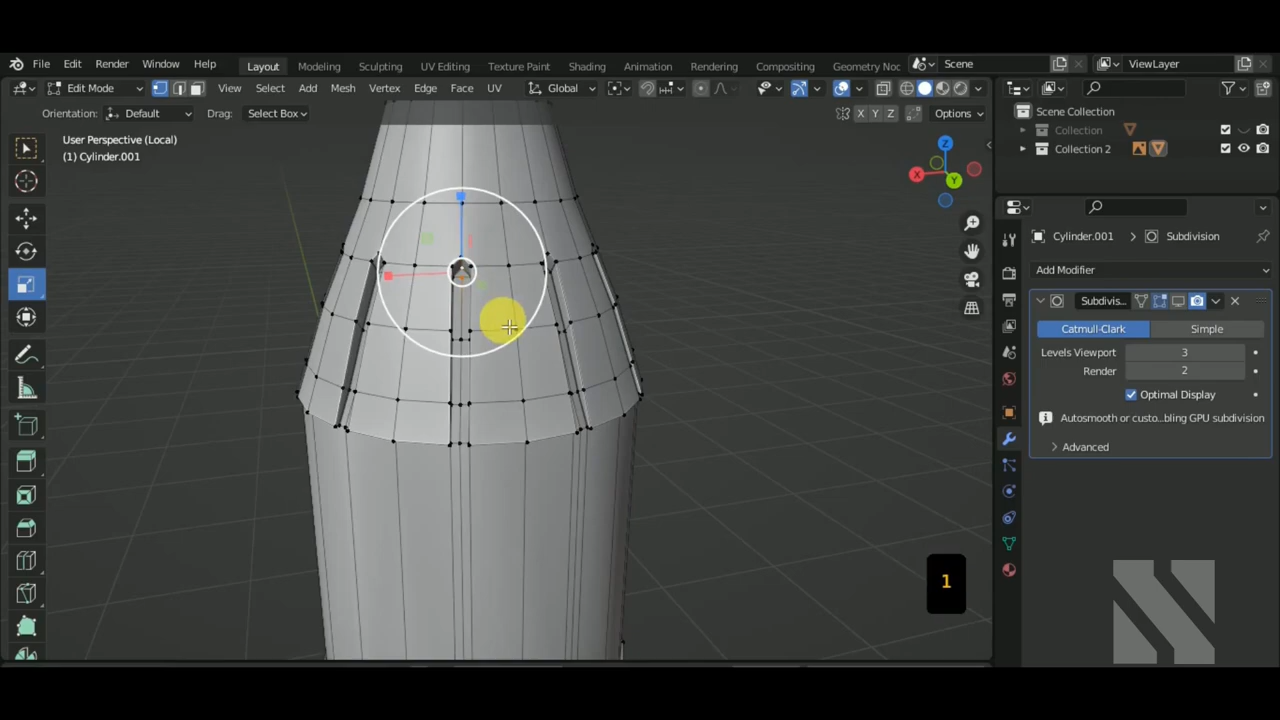 File Edit Render Window Help Layout Modeling Sculpting UV Editing Texture Paint Shading Animation Rendering Compositing Geometry Noc Scene ViewLayer
Edit Mode View Select Add Mesh Vertex Edge Face UV Global
Orientation: Default Drag: Select Box X Y Z Options
Scene Collection
Collection
Collection 2
User Perspective (Local)
(1) Cylinder.001
Z
X
Y
Cylinder.001 Subdivision
Add Modifier
Subdivis...
Catmull-Clark Simple
Levels Viewport 3
Render 2
Optimal Display
Autosmooth or custo...bling GPU subdivision
Advanced
1